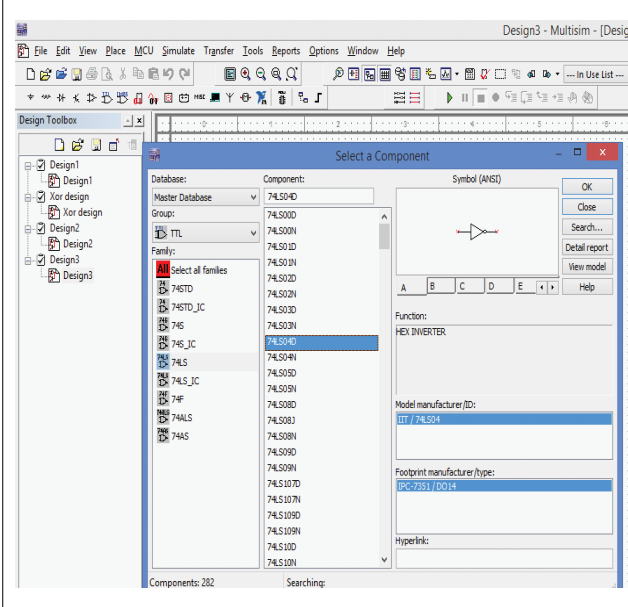 Design3 - Multisim - [Desig
File Edit View Place MCU Simulate Transfer Tools Reports Options Window Help
--- In Use List ---
Design Toolbox
Design1
Design1
Xor design
Xor design
Design2
Design2
Design3
Design3
Select a Component
Database:
Master Database
Group:
TTL
Family:
All Select all families
74STD
74STD_IC
74S
74S_IC
74LS
74LS_IC
74F
74ALS
74AS
Component:
74LS04D
74LS00D
74LS00N
74LS01D
74LS01N
74LS02D
74LS02N
74LS03D
74LS03N
74LS04D
74LS04N
74LS05D
74LS05N
74LS08D
74LS08J
74LS08N
74LS09D
74LS09N
74LS107D
74LS107N
74LS109D
74LS109N
74LS10D
74LS10N
Symbol (ANSI)
A B C D E
Function:
HEX INVERTER
Model manufacturer/ID:
IIT / 74LS04
Footprint manufacturer/type:
IPC-7351 / DO14
Hyperlink:
OK
Close
Search...
Detail report
View model
Help
Components: 282 Searching: